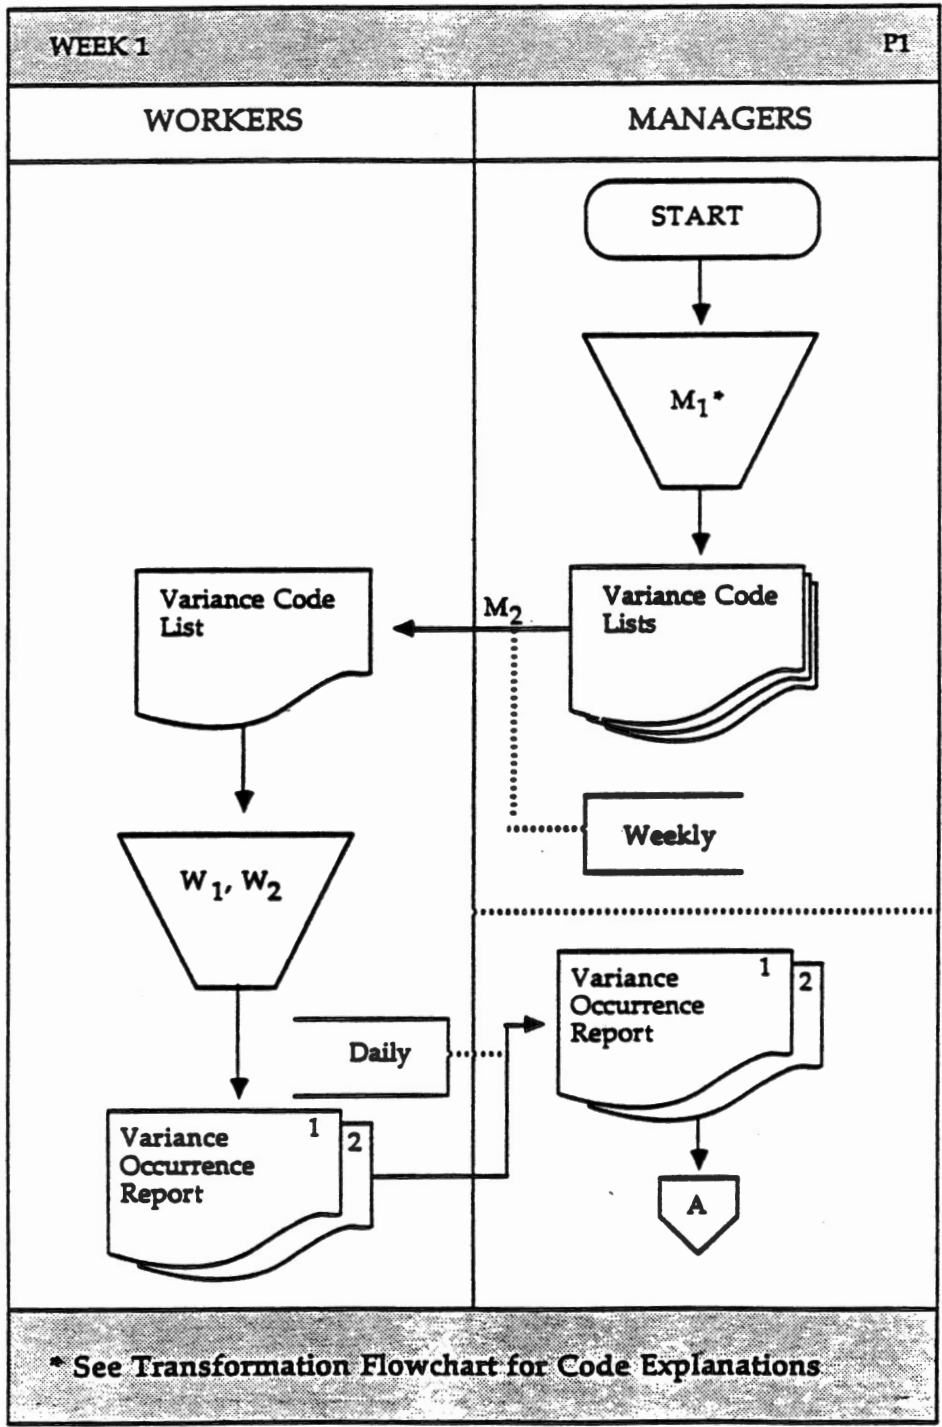 WEEK 1
P1
WORKERS
MANAGERS
START
M1*
Variance Code
Lists
M2
Variance Code
List
Weekly
W1, W2
Daily
Variance
Occurrence
Report
1
2
Variance
Occurrence
Report
1
2
A
* See Transformation Flowchart for Code Explanations